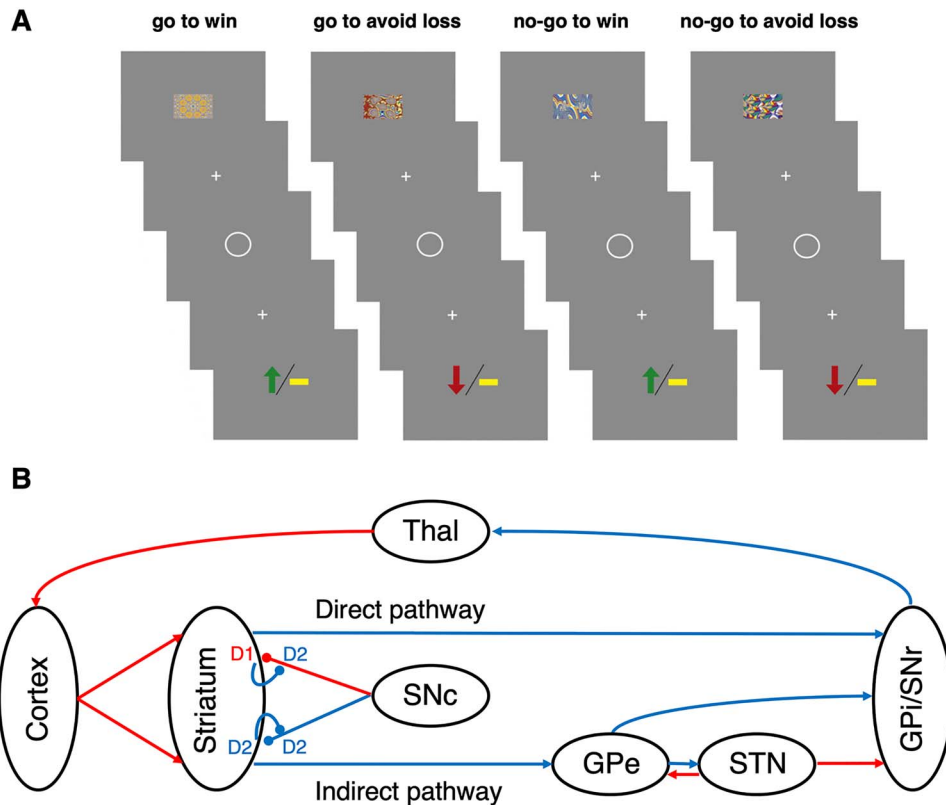 A
go to win
go to avoid loss
no-go to win
no-go to avoid loss
B
Thal
Direct pathway
Cortex
Striatum
D1
D2
SNc
D2
D2
GPe
STN
GPi/SNr
Indirect pathway